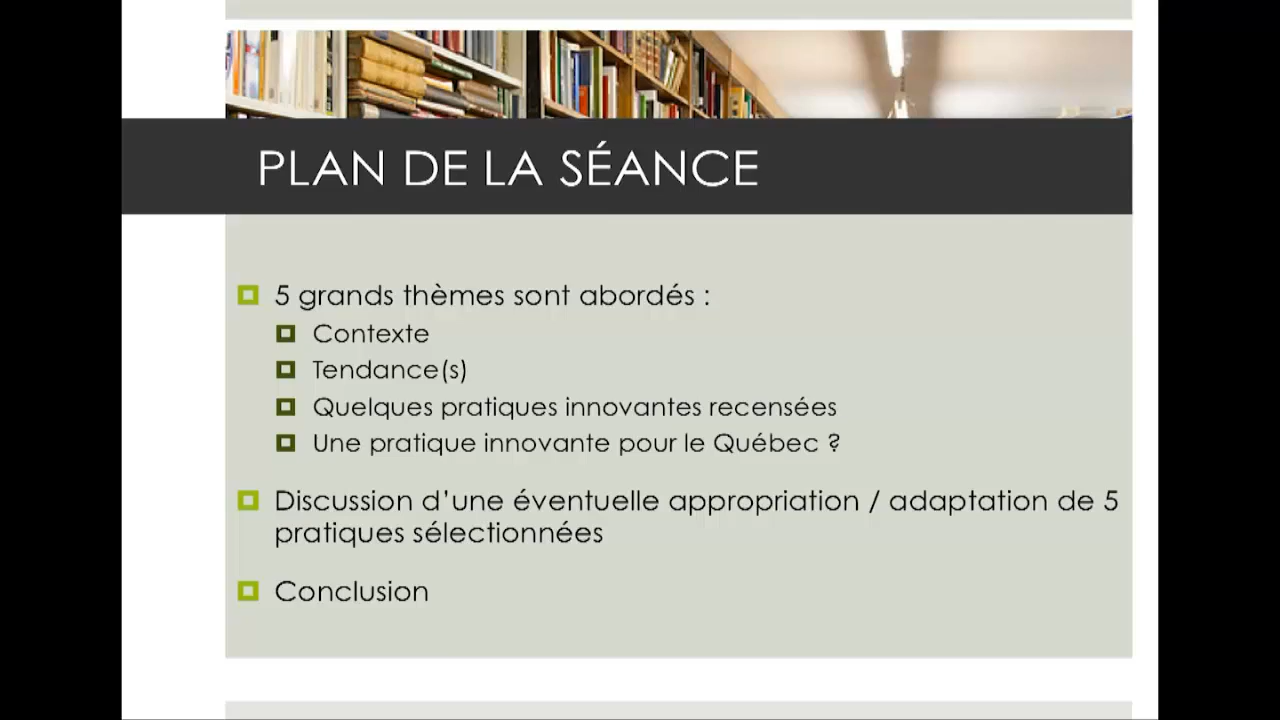 PLAN DE LA SÉANCE
5 grands thèmes sont abordés :
Contexte
Tendance(s)
Quelques pratiques innovantes recensées
Une pratique innovante pour le Québec ?
Discussion d’une éventuelle appropriation / adaptation de 5
pratiques sélectionnées
Conclusion